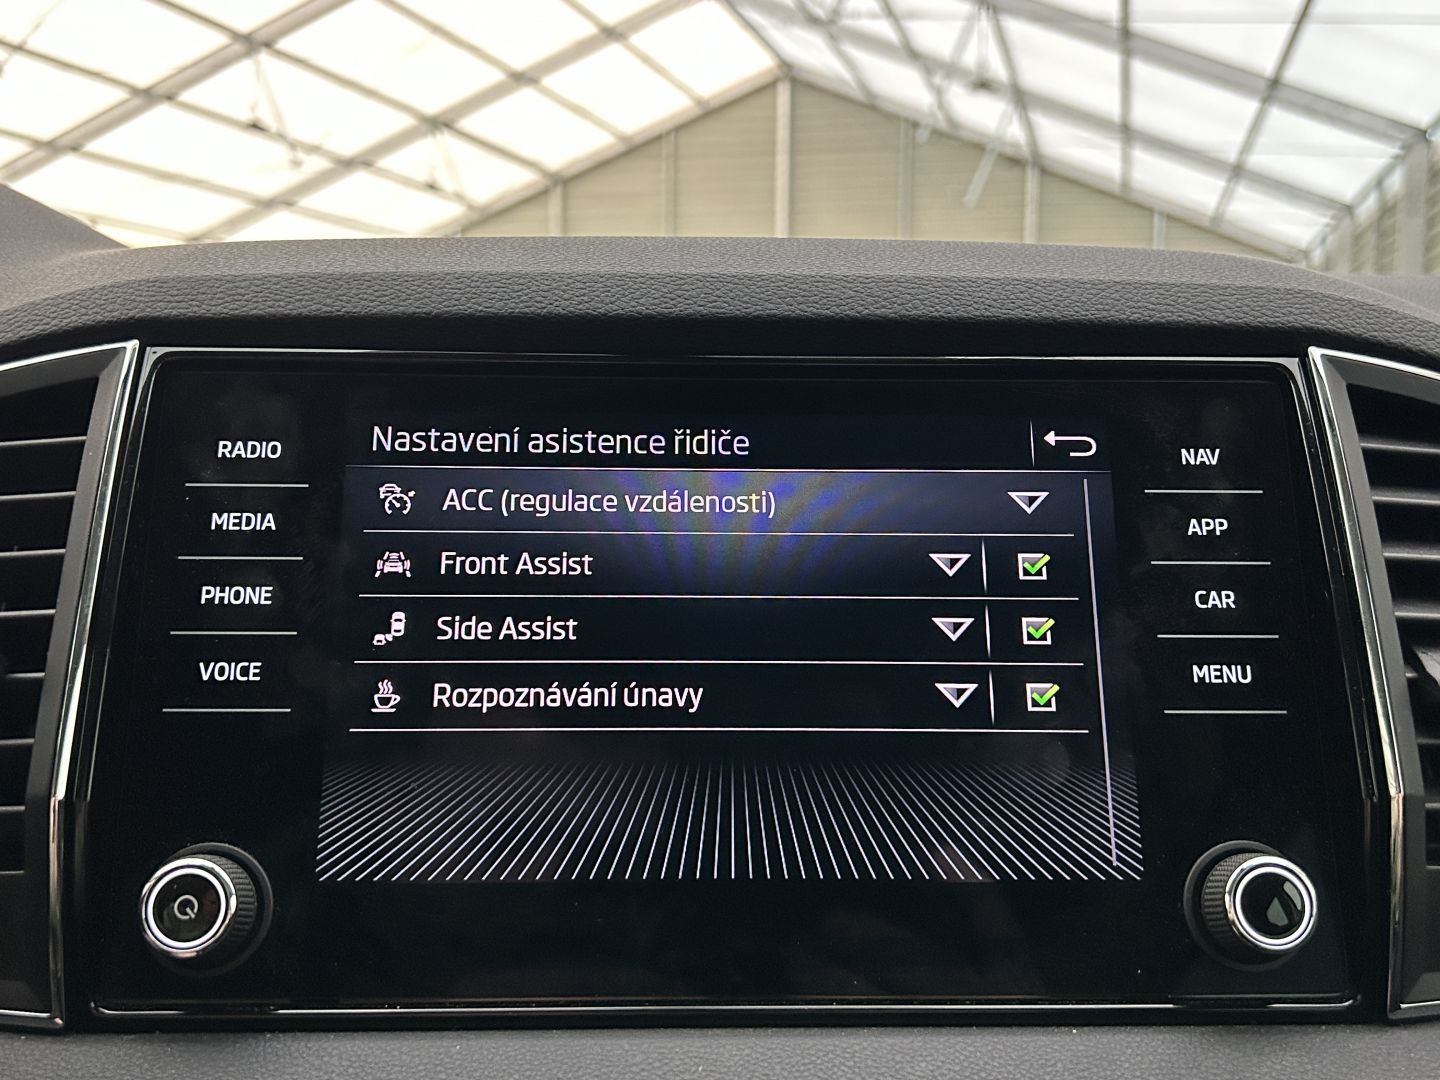 Nastavení asistence řidiče
ACC (regulace vzdálenosti)
Front Assist
Side Assist
Rozpoznávání únavy
RADIO
MEDIA
PHONE
VOICE
NAV
APP
CAR
MENU